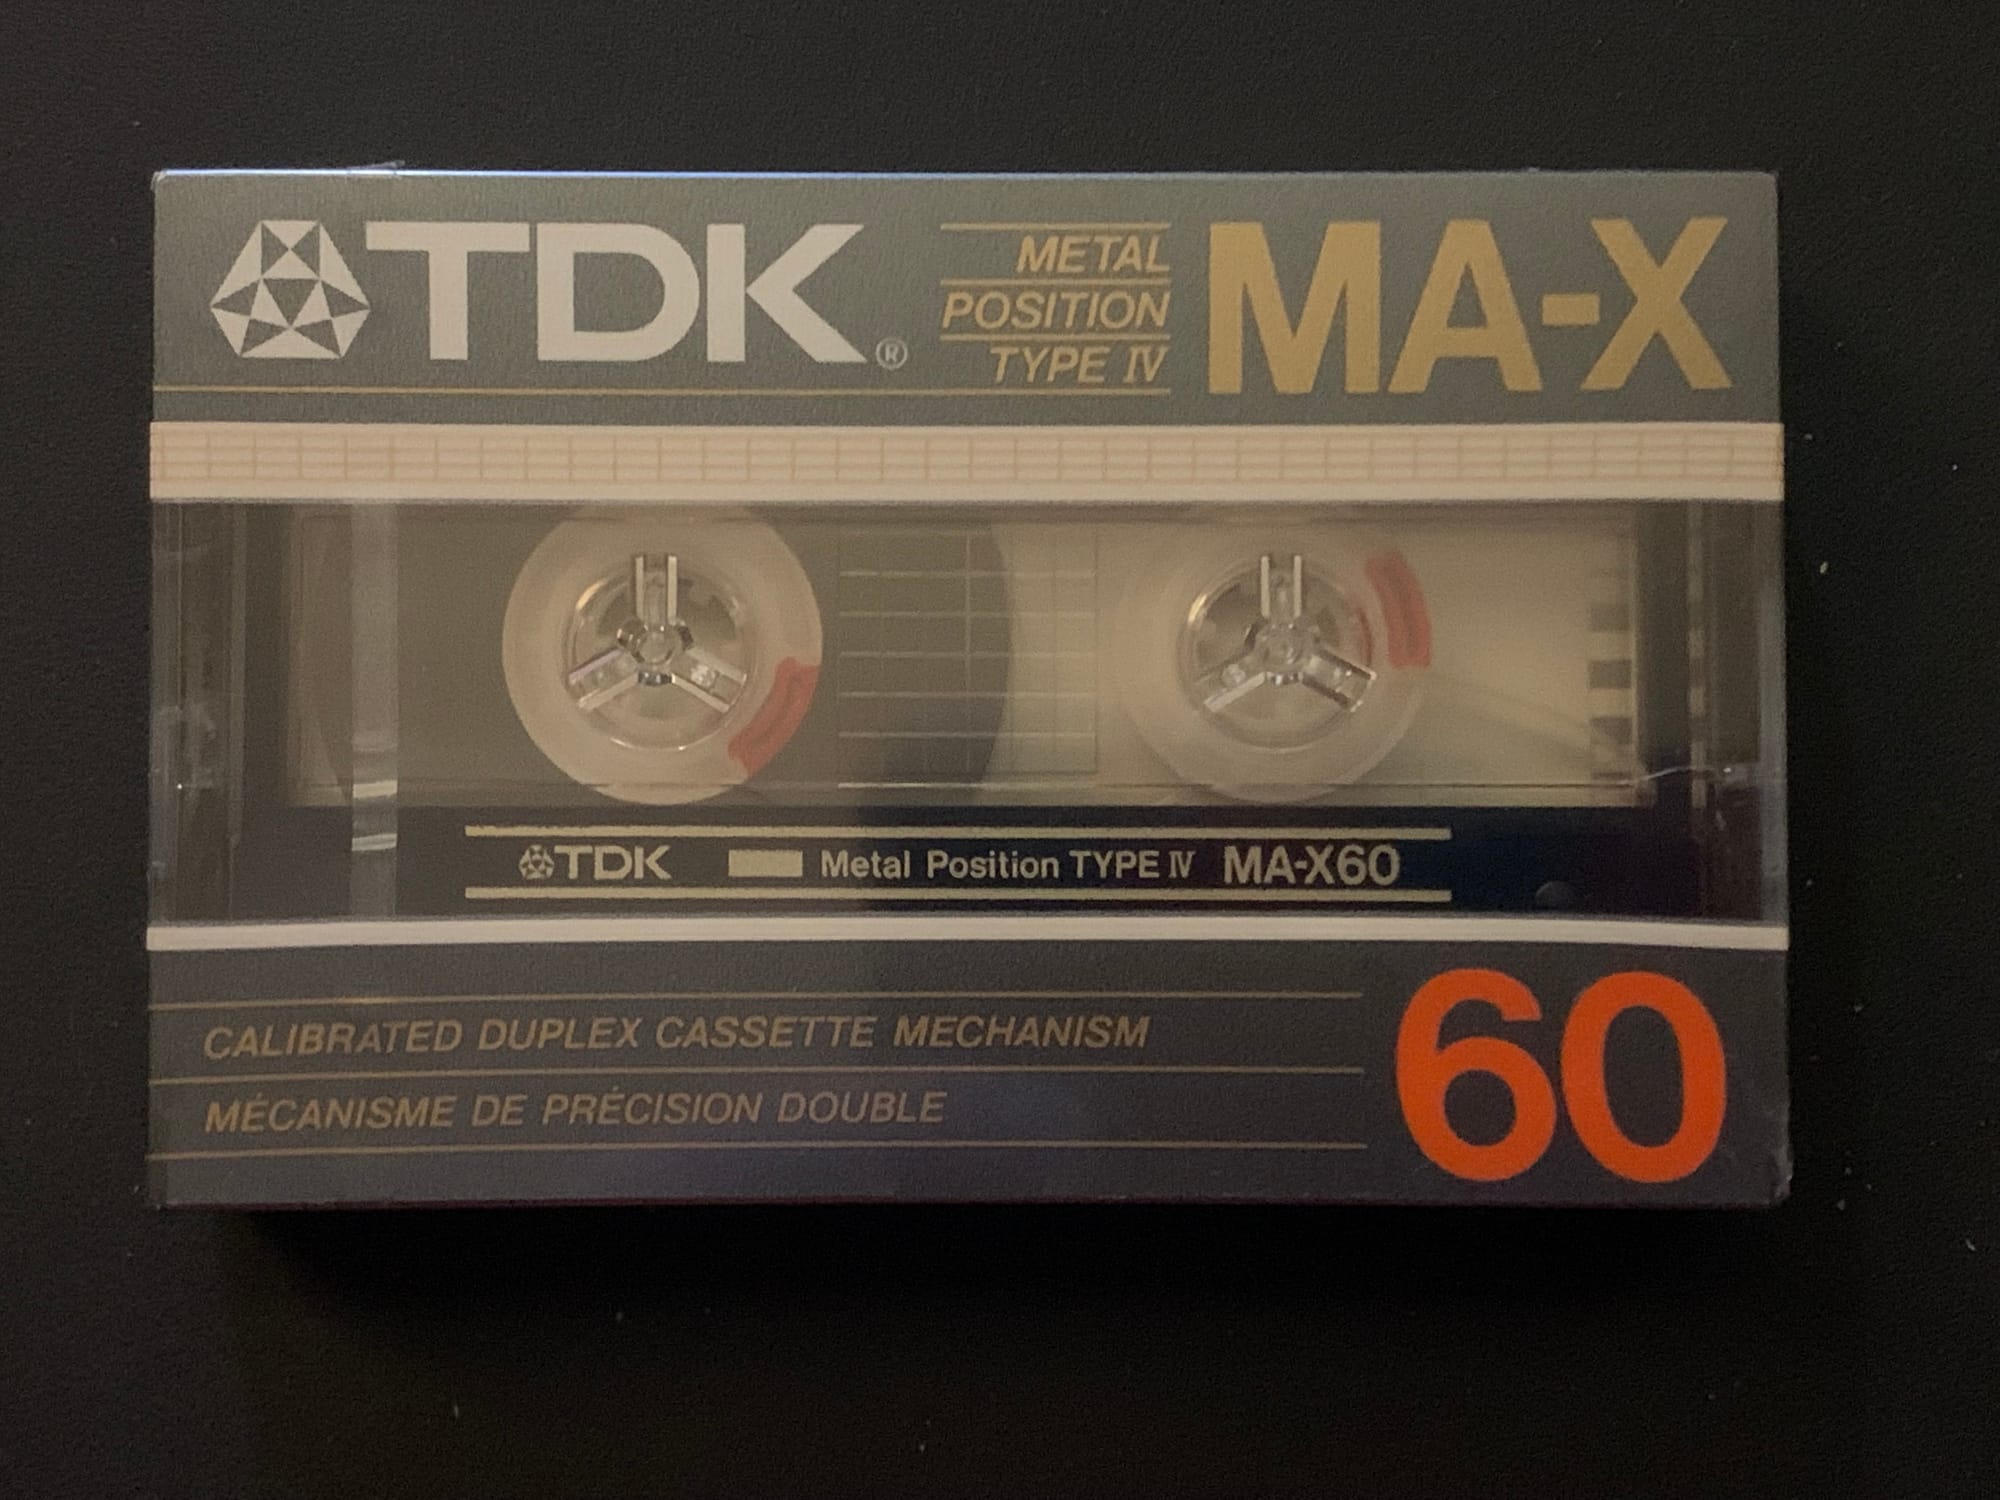 TDK®
METAL
POSITION
TYPE IV
MA-X
TDK Metal Position TYPE IV MA-X60
CALIBRATED DUPLEX CASSETTE MECHANISM
MÉCANISME DE PRÉCISION DOUBLE
60